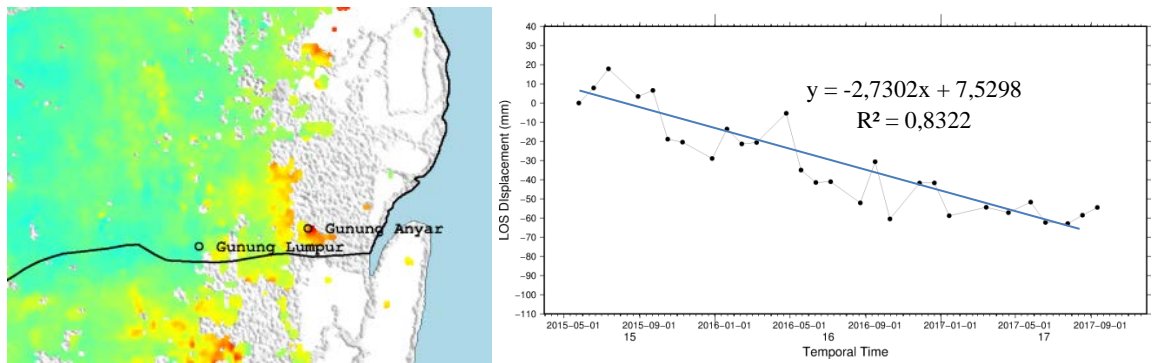 Gunung Anyar
Gunung Lumpur
y = -2,7302x + 7,5298
R² = 0,8322
LOS DIsplacement (mm)
40
30
20
10
0
−10
−20
−30
−40
−50
−60
−70
−80
−90
−100
−110
2015−05−01 2015−09−01 2016−01−01 2016−05−01 2016−09−01 2017−01−01 2017−05−01 2017−09−01
15 16 17
Temporal Time